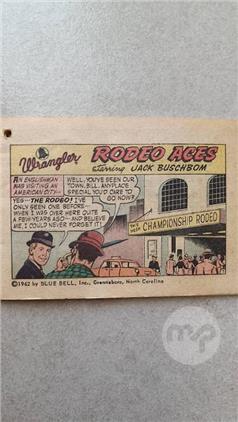 Wrangler
RODEO ACES
starring JACK BUSCHBOM
AN ENGLISHMAN
WAS VISITING AN
AMERICAN CITY--
WELL, YOU'VE SEEN OUR
TOWN, BILL. ANYPLACE
SPECIAL YOU'D CARE TO
GO NOW?
YES--THE RODEO! I'VE
ONLY SEEN ONE BEFORE--
WHEN I WAS OVER HERE QUITE
A FEW YEARS AGO-- AND BELIEVE
ME, I COULD NEVER FORGET IT!
THIS WEEK
CHAMPIONSHIP RODEO
©1962 by BLUE BELL, Inc., Greensboro, North Carolina
mp